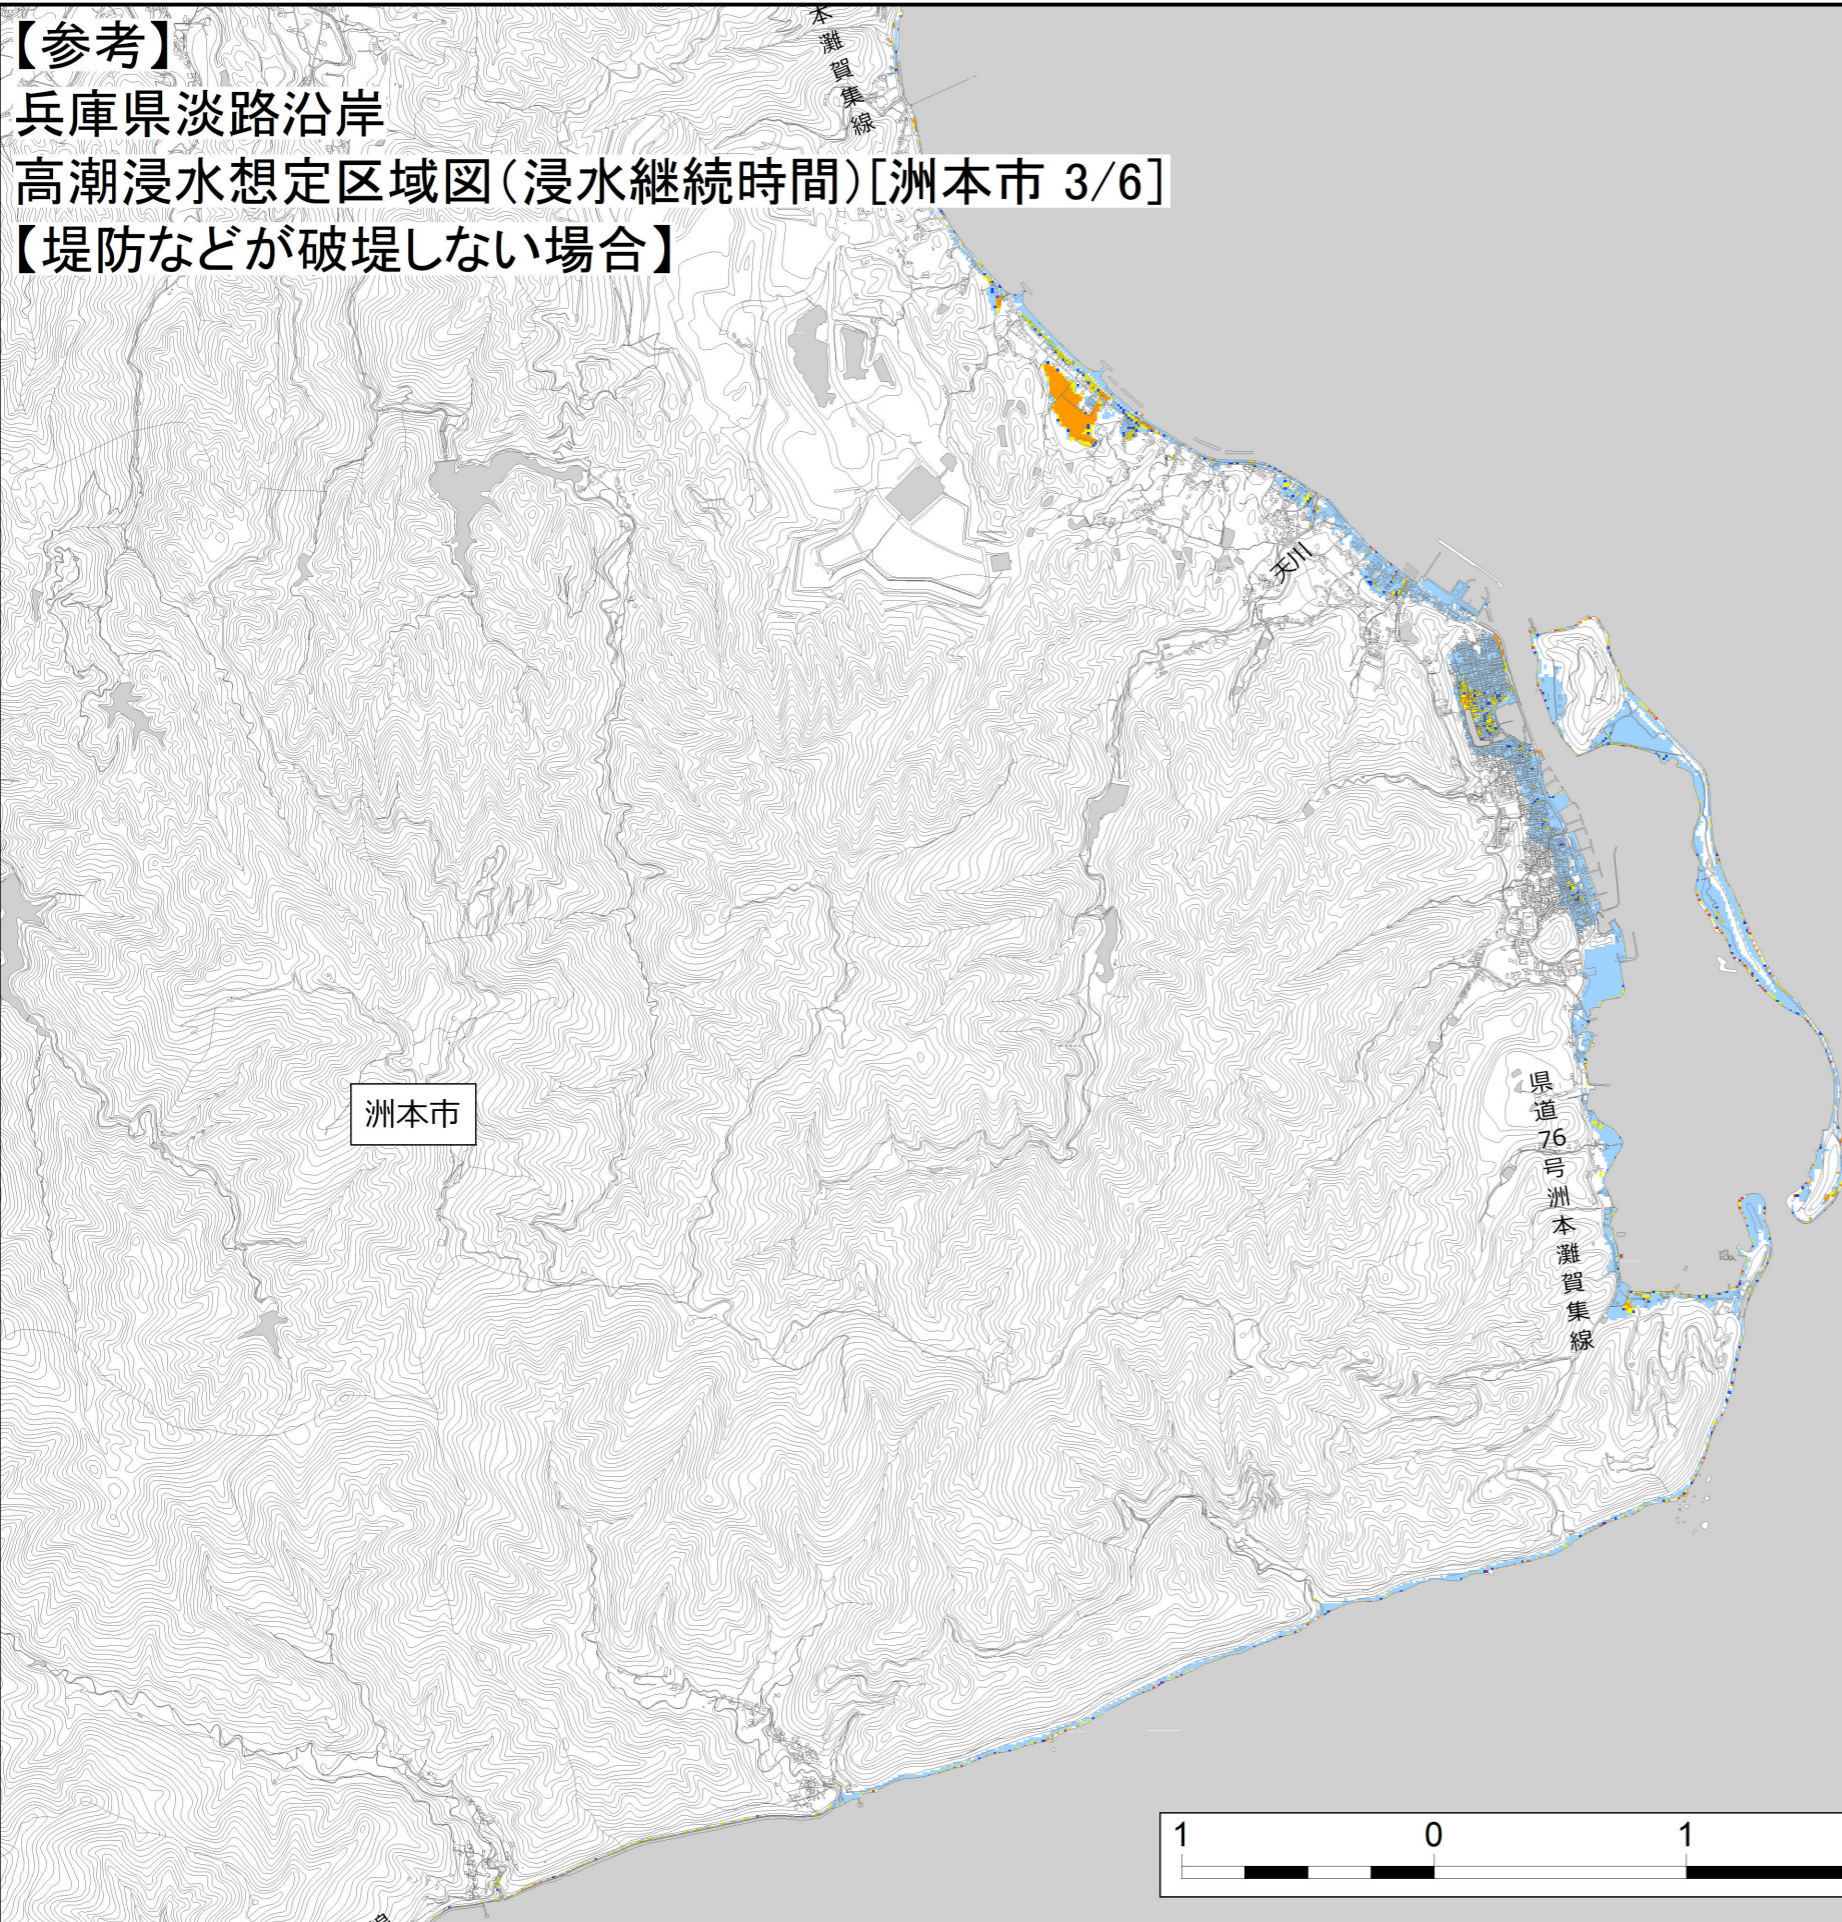 【参考】
兵庫県淡路沿岸
高潮浸水想定区域図(浸水継続時間)[洲本市 3/6]
【堤防などが破堤しない場合】
本灘賀集線
天川
洲本市
県道76号洲本灘賀集線
1 0 1